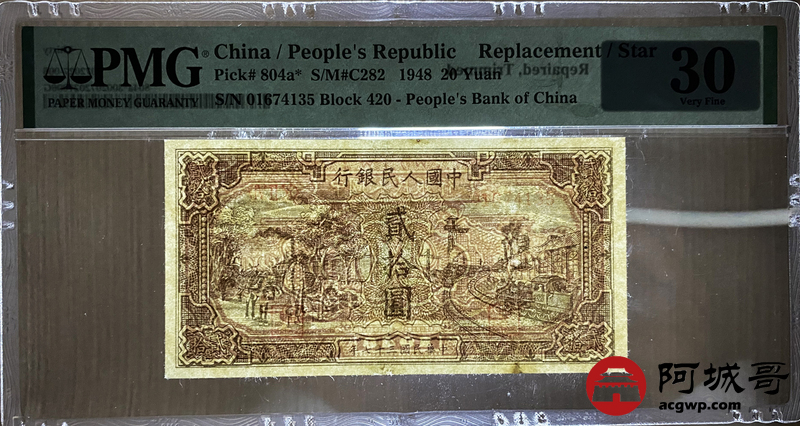 PMG® China / People's Republic Replacement / Star
Pick# 804a* S/M#C282 1948 20 Yuan
PAPER MONEY GUARANTY S/N 01674135 Block 420 - People's Bank of China
Repaired, Trimmed
30
Very Fine
行銀民人國中
貳拾圓
年七
阿城哥
acgwp.com